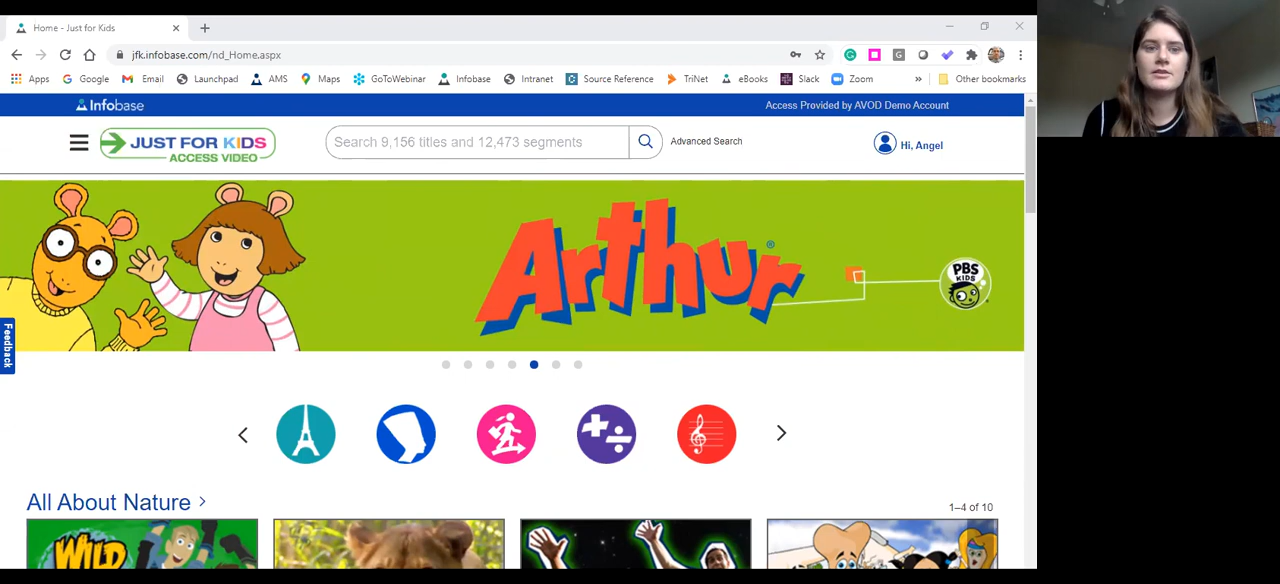 Home - Just for Kids
jfk.infobase.com/nd_Home.aspx
Apps Google Email Launchpad AMS Maps GoToWebinar Infobase Intranet Source Reference TriNet eBooks Slack Zoom » Other bookmarks
Infobase Access Provided by AVOD Demo Account
JUST FOR KIDS
ACCESS VIDEO
Search 9,156 titles and 12,473 segments
Advanced Search
Hi, Angel
Arthur®
PBS
KIDS
Feedback
All About Nature >
1–4 of 10
WILD